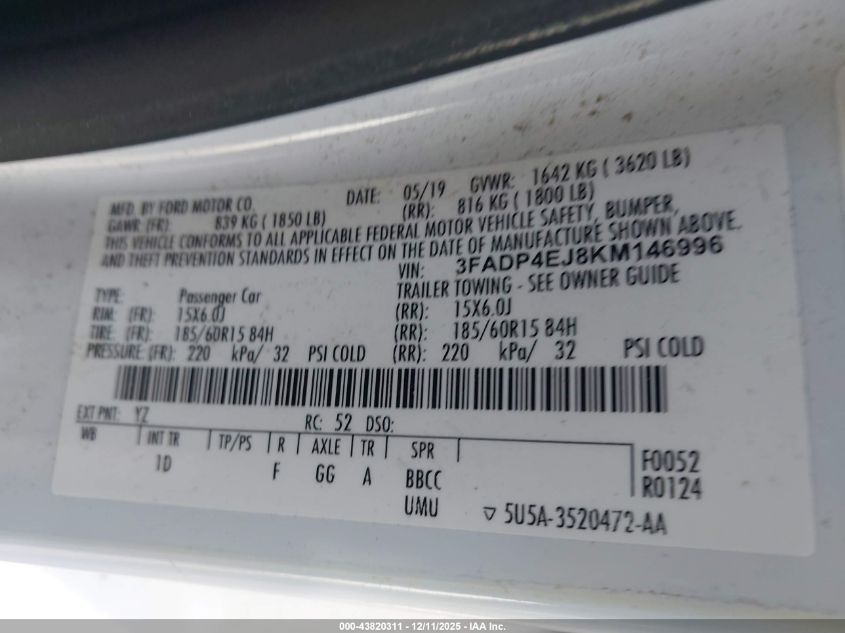 MFD. BY FORD MOTOR CO. DATE: 05/19 GVWR: 1642 KG ( 3620 LB)
GAWR: (FR): 839 KG ( 1850 LB) (RR): 816 KG ( 1800 LB)
THIS VEHICLE CONFORMS TO ALL APPLICABLE FEDERAL MOTOR VEHICLE SAFETY, BUMPER,
AND THEFT PREVENTION STANDARDS IN EFFECT ON THE DATE OF MANUFACTURE SHOWN ABOVE.
VIN: 3FADP4EJ8KM146996
TYPE: Passenger Car TRAILER TOWING - SEE OWNER GUIDE
RIM: (FR): 15X6.0J (RR): 15X6.0J
TIRE: (FR): 185/60R15 84H (RR): 185/60R15 84H
PRESSURE: (FR): 220 kPa/ 32 PSI COLD (RR): 220 kPa/ 32 PSI COLD
EXT PNT: YZ RC: 52 DSO:
WB INT TR TP/PS R AXLE TR SPR F0052
1D F GG A BBCC R0124
UMU ▽ 5U5A-3520472-AA
000-43820311 - 12/11/2025 - IAA Inc.